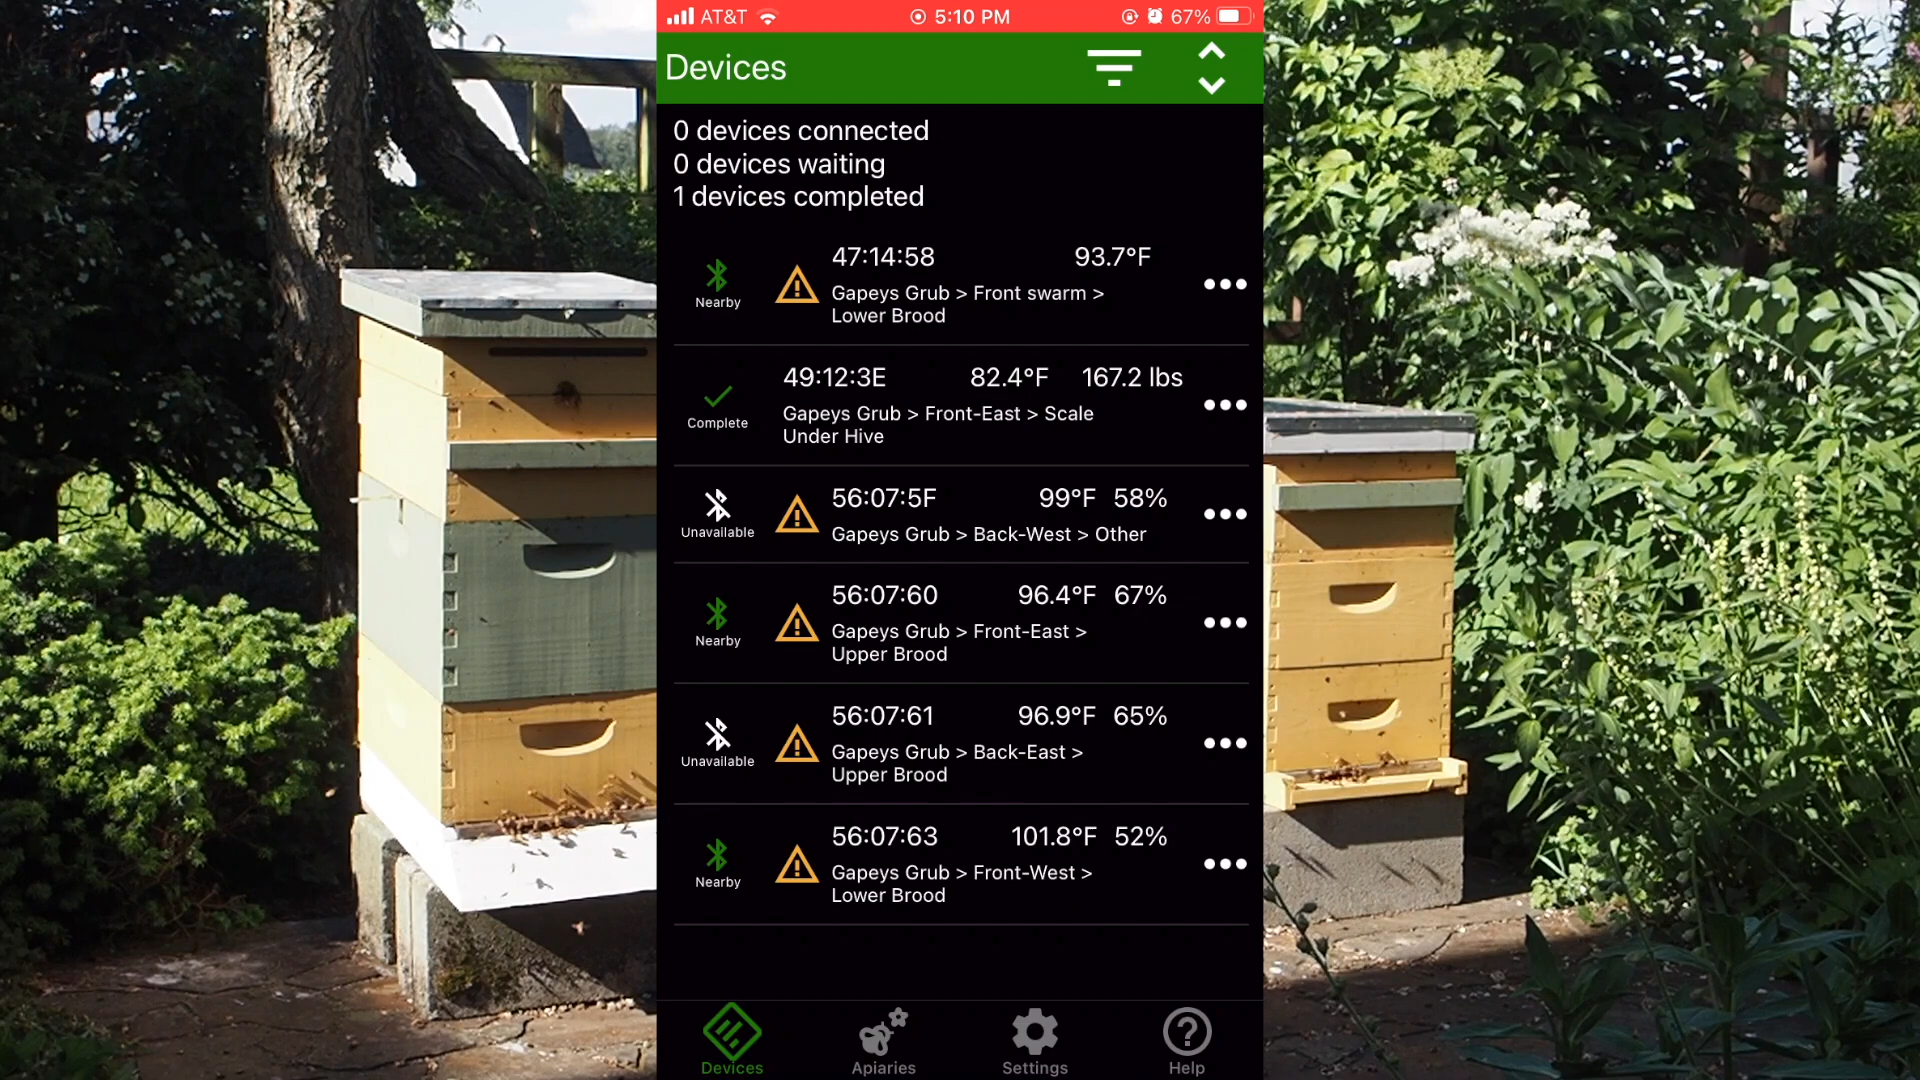 AT&T 5:10 PM 67%
Devices
0 devices connected
0 devices waiting
1 devices completed
47:14:58 93.7°F
Nearby
Gapeys Grub > Front swarm >
Lower Brood
49:12:3E 82.4°F 167.2 lbs
Complete
Gapeys Grub > Front-East > Scale
Under Hive
56:07:5F 99°F 58%
Unavailable
Gapeys Grub > Back-West > Other
56:07:60 96.4°F 67%
Nearby
Gapeys Grub > Front-East >
Upper Brood
56:07:61 96.9°F 65%
Unavailable
Gapeys Grub > Back-East >
Upper Brood
56:07:63 101.8°F 52%
Nearby
Gapeys Grub > Front-West >
Lower Brood
Devices Apiaries Settings Help